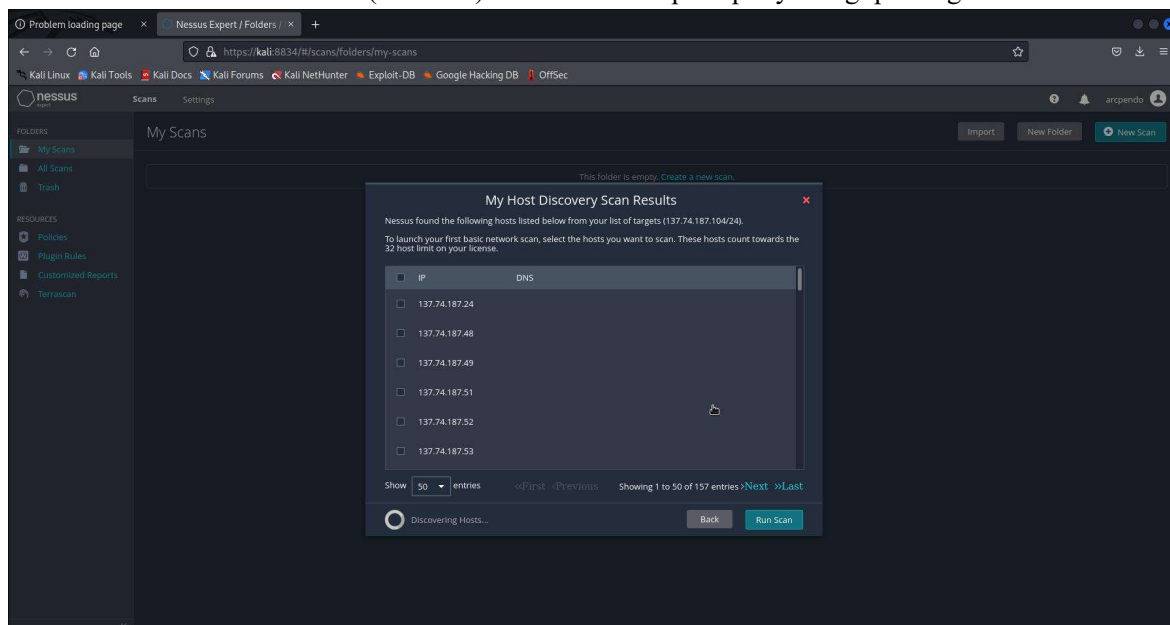 Problem loading page
Nessus Expert / Folders /
https://kali:8834/#/scans/folders/my-scans
Kali Linux Kali Tools Kali Docs Kali Forums Kali NetHunter Exploit-DB Google Hacking DB OffSec
nessus Scans Settings arcpendo
expert
FOLDERS
My Scans
All Scans
Trash
RESOURCES
Policies
Plugin Rules
Customized Reports
Terrascan
My Scans Import New Folder New Scan
This folder is empty. Create a new scan.
My Host Discovery Scan Results
Nessus found the following hosts listed below from your list of targets (137.74.187.104/24).
To launch your first basic network scan, select the hosts you want to scan. These hosts count towards the
32 host limit on your license.
IP DNS
137.74.187.24
137.74.187.48
137.74.187.49
137.74.187.51
137.74.187.52
137.74.187.53
Show 50 entries «First ‹Previous Showing 1 to 50 of 157 entries ›Next »Last
Discovering Hosts... Back Run Scan